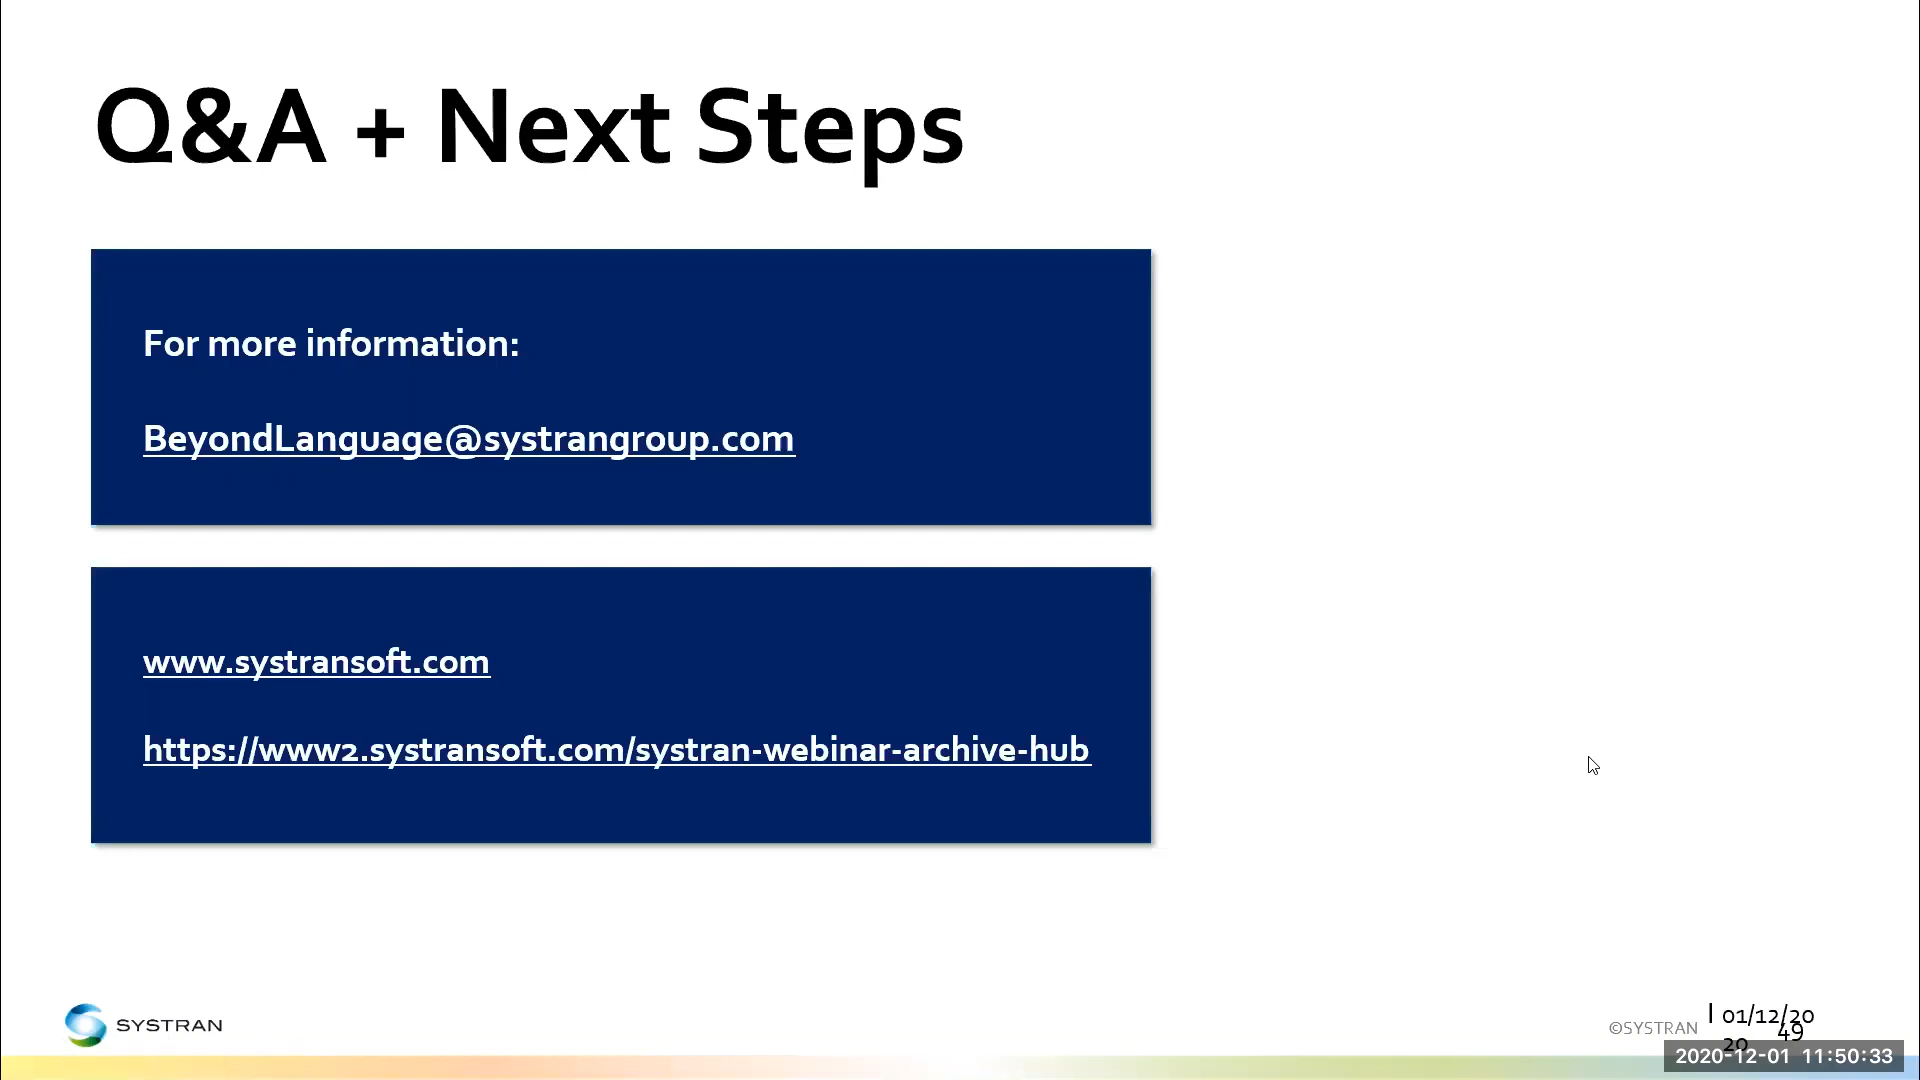 Q&A + Next Steps
For more information:
BeyondLanguage@systrangroup.com
www.systransoft.com
https://www2.systransoft.com/systran-webinar-archive-hub
SYSTRAN
©SYSTRAN
| 01/12/20
20
49
2020-12-01 11:50:33